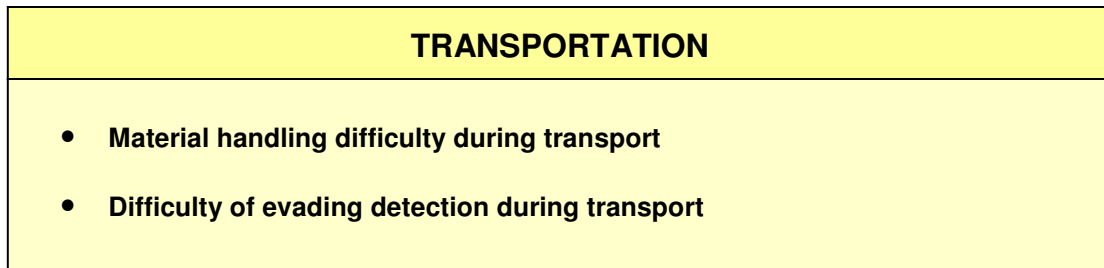 TRANSPORTATION
• Material handling difficulty during transport
• Difficulty of evading detection during transport